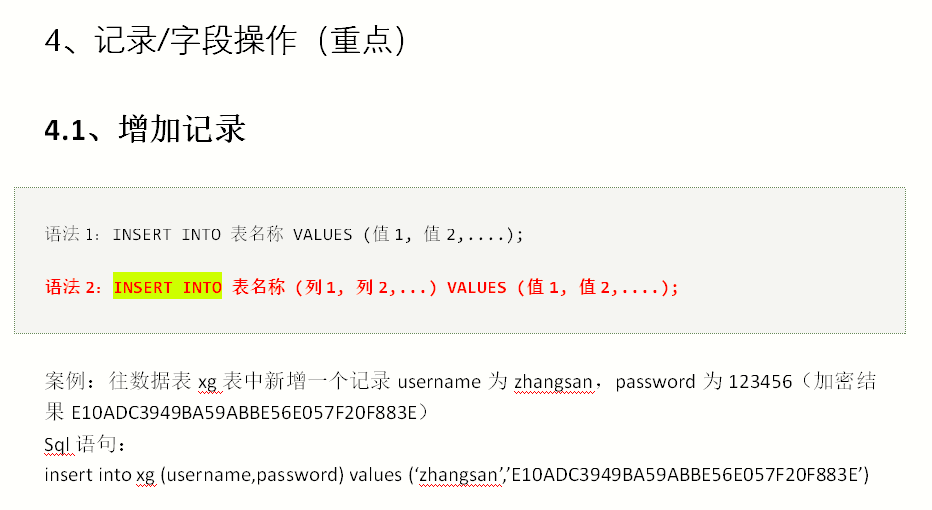 4、记录/字段操作（重点）
4.1、增加记录
语法1：INSERT INTO 表名称 VALUES (值1, 值2,....);
语法2：INSERT INTO 表名称 (列1, 列2,...) VALUES (值1, 值2,....);
案例：往数据表 xg 表中新增一个记录 username 为 zhangsan，password 为 123456（加密结
果 E10ADC3949BA59ABBE56E057F20F883E）
Sql 语句：
insert into xg (username,password) values (‘zhangsan’,’E10ADC3949BA59ABBE56E057F20F883E’)